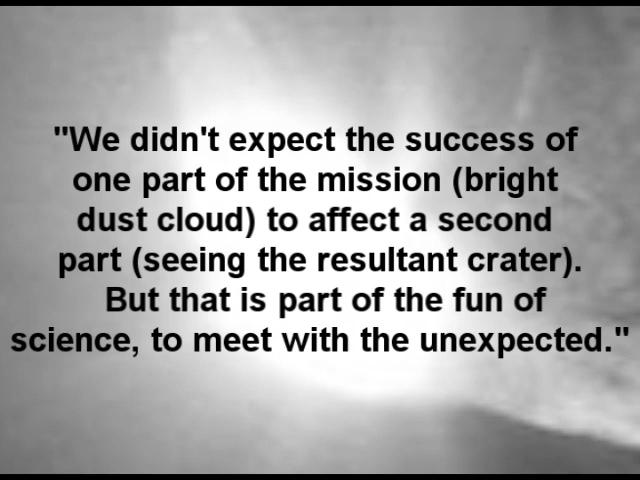 "We didn't expect the success of
one part of the mission (bright
dust cloud) to affect a second
part (seeing the resultant crater).
But that is part of the fun of
science, to meet with the unexpected."